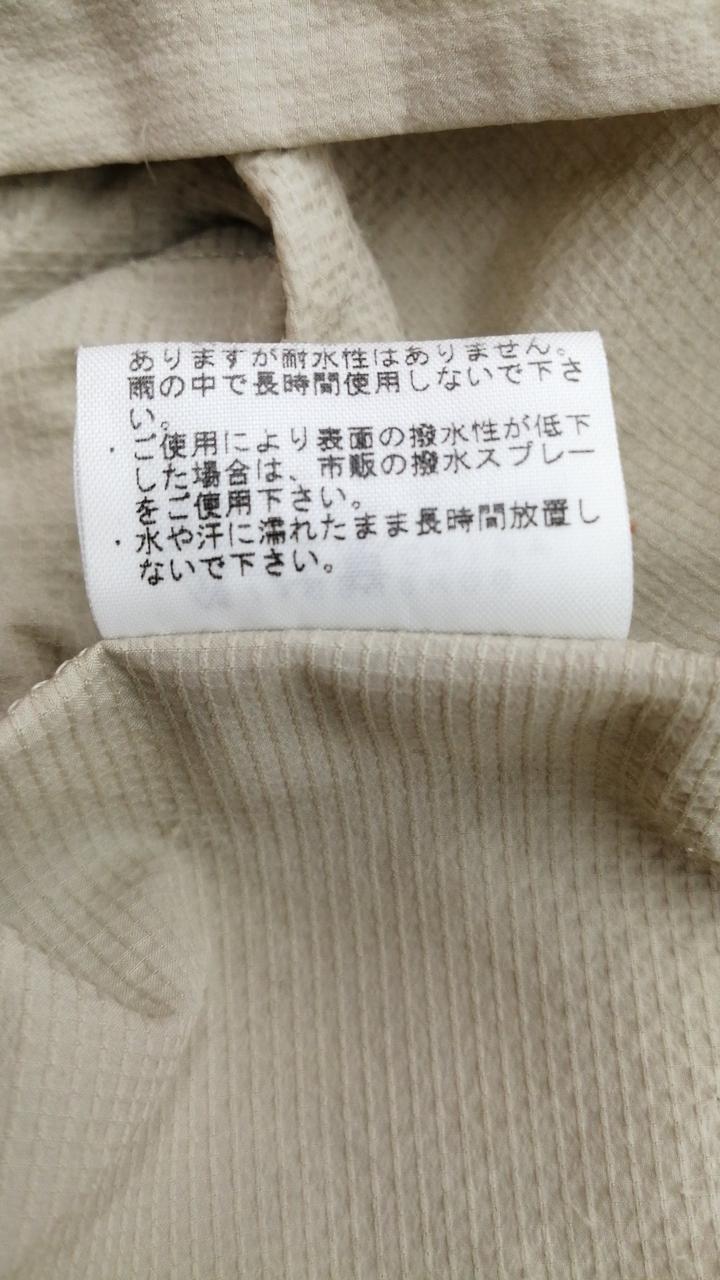 ありますが耐水性はありません。
雨の中で長時間使用しないで下さ
い。
・ご使用により表面の撥水性が低下
した場合は、市販の撥水スプレー
をご使用下さい。
・水や汗に濡れたまま長時間放置し
ないで下さい。